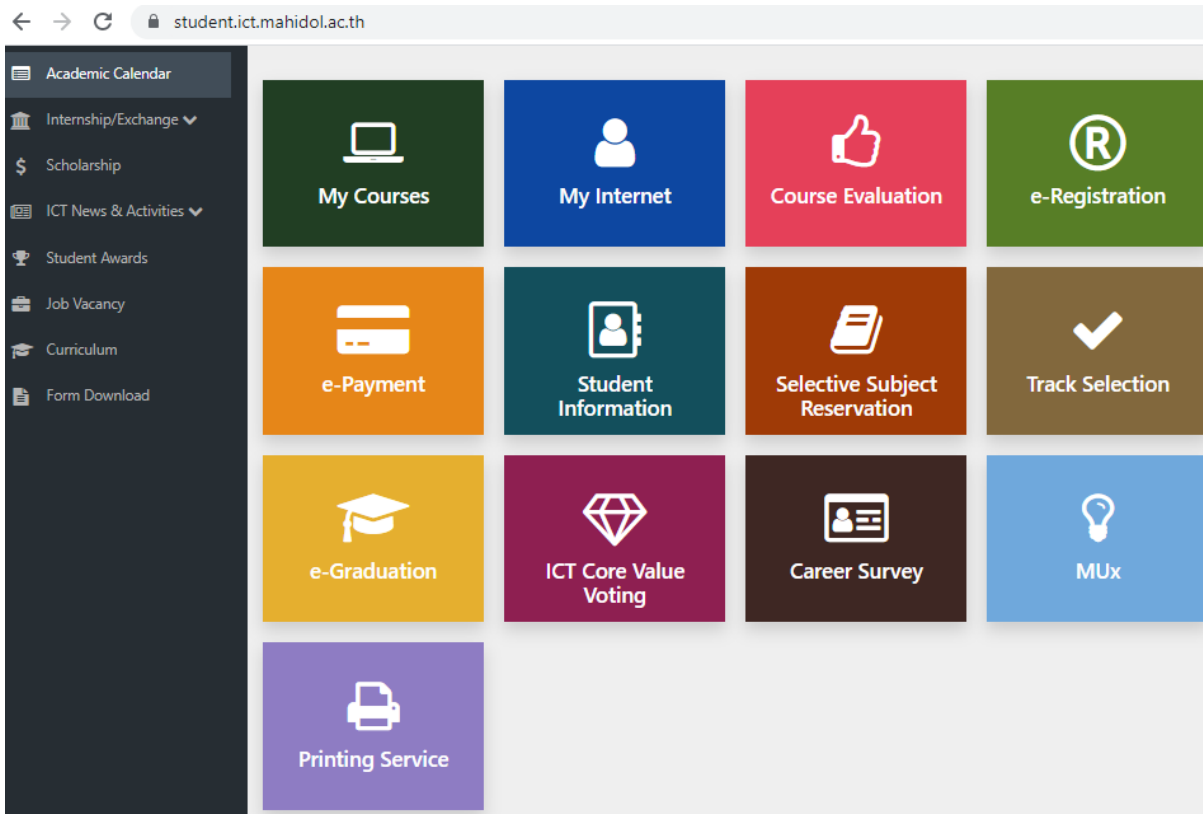 student.ict.mahidol.ac.th
Academic Calendar
Internship/Exchange
Scholarship
ICT News & Activities
Student Awards
Job Vacancy
Curriculum
Form Download
My Courses
My Internet
Course Evaluation
e-Registration
e-Payment
Student
Information
Selective Subject
Reservation
Track Selection
e-Graduation
ICT Core Value
Voting
Career Survey
MUx
Printing Service